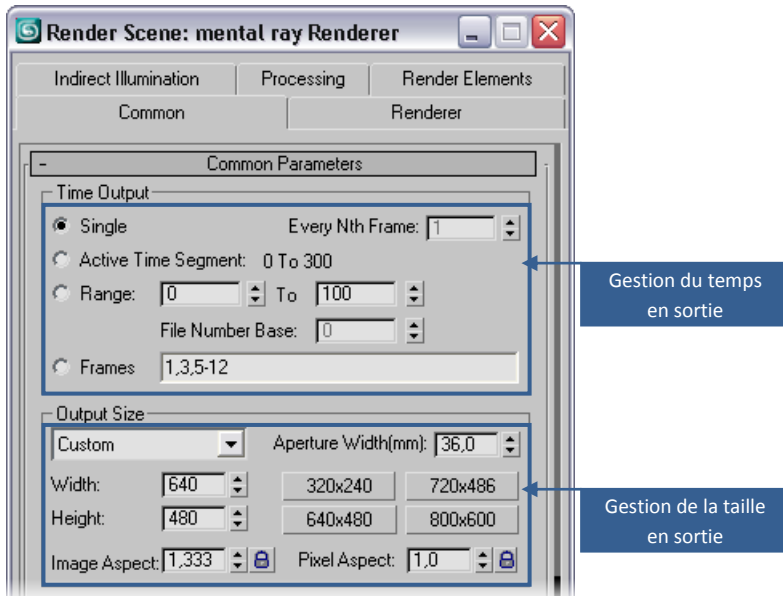 Render Scene: mental ray Renderer
Indirect Illumination Processing Render Elements
Common Renderer
- Common Parameters -
Time Output
Single Every Nth Frame: 1
Active Time Segment: 0 To 300
Range: 0 To 100
File Number Base: 0
Frames 1,3,5-12
Gestion du temps
en sortie
Output Size
Custom Aperture Width(mm): 36,0
Width: 640 320x240 720x486
Height: 480 640x480 800x600
Image Aspect: 1,333 Pixel Aspect: 1,0
Gestion de la taille
en sortie